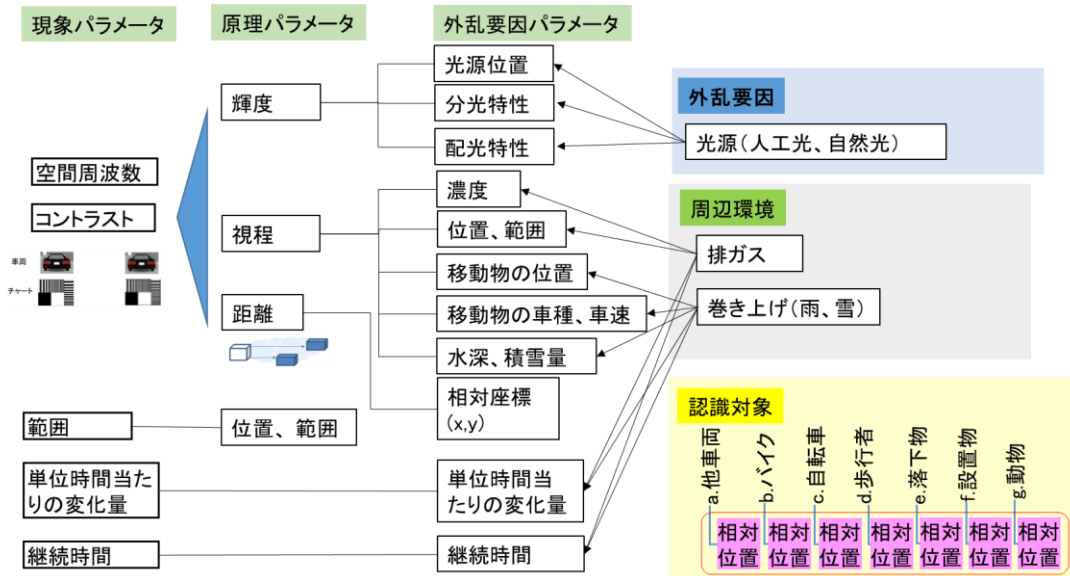 現象パラメータ
原理パラメータ
外乱要因パラメータ
空間周波数
コントラスト
車両
チャート
範囲
単位時間当た
りの変化量
継続時間
輝度
視程
距離
位置、範囲
光源位置
分光特性
配光特性
濃度
位置、範囲
移動物の位置
移動物の車種、車速
水深、積雪量
相対座標
(x,y)
単位時間当
たりの変化量
継続時間
外乱要因
光源(人工光、自然光)
周辺環境
排ガス
巻き上げ(雨、雪)
認識対象
a.他車両
b.バイク
c.自転車
d.歩行者
e.落下物
f.設置物
g.動物
相対
位置
相対
位置
相対
位置
相対
位置
相対
位置
相対
位置
相対
位置